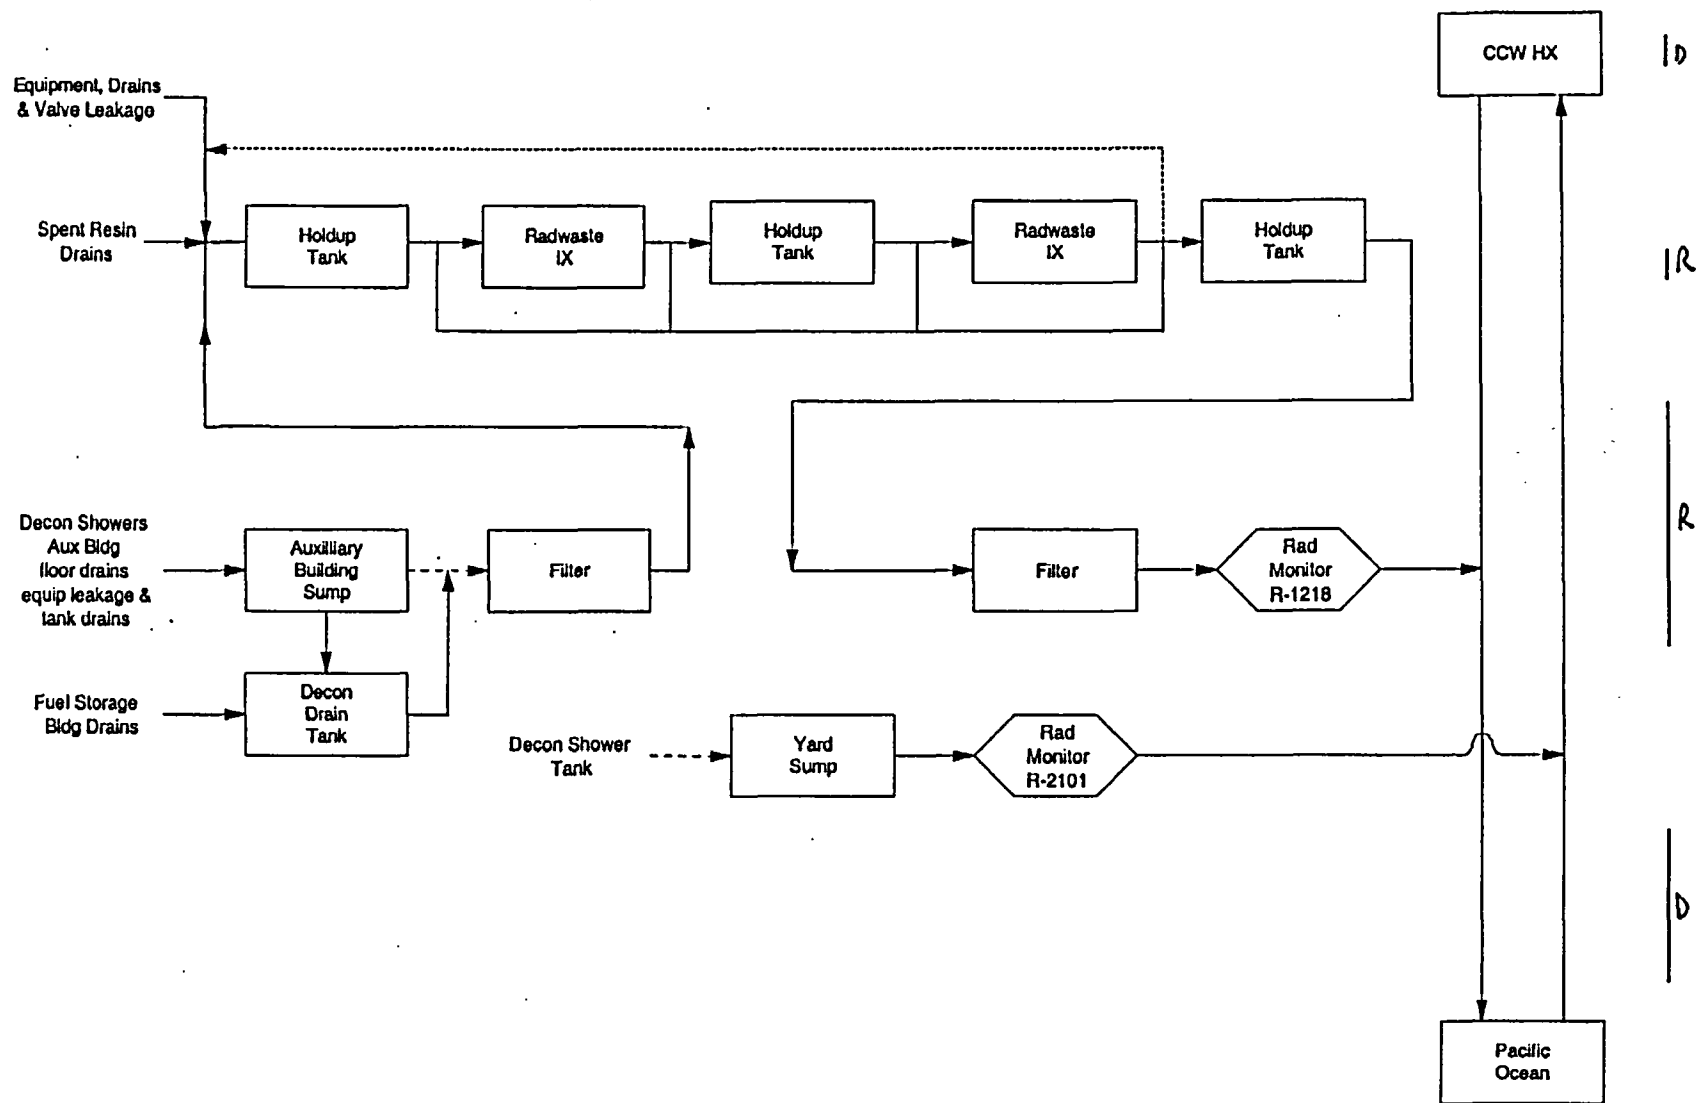 CCW HX
D
Equipment, Drains
& Valve Leakage
Spent Resin
Drains
Holdup
Tank
Radwaste
IX
Holdup
Tank
Radwaste
IX
Holdup
Tank
R
Decon Showers
Aux Bldg
floor drains
equip leakage &
tank drains
Auxilliary
Building
Sump
Filter
Filter
Rad
Monitor
R-1218
R
Fuel Storage
Bldg Drains
Decon
Drain
Tank
Decon Shower
Tank
Yard
Sump
Rad
Monitor
R-2101
D
Pacific
Ocean